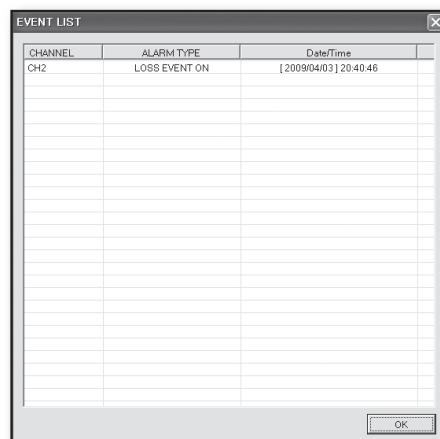 EVENT LIST
CHANNEL ALARM TYPE Date/Time
CH2 LOSS EVENT ON [ 2009/04/03 ] 20:40:46
OK